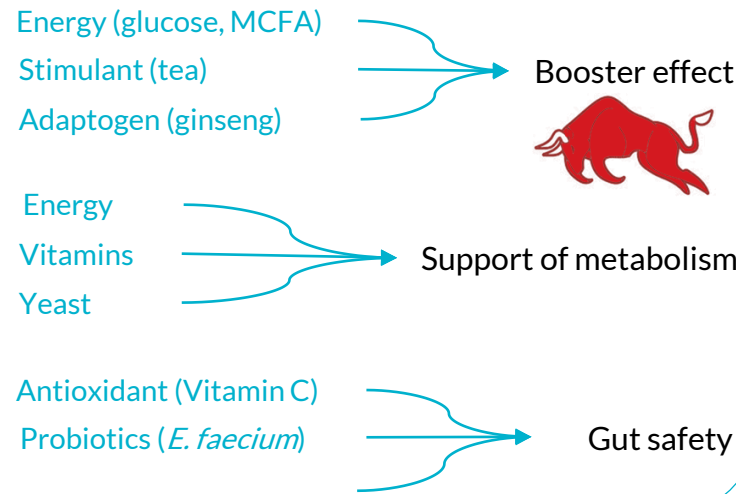 Energy (glucose, MCFA)
Stimulant (tea)
Adaptogen (ginseng)
Booster effect
Energy
Vitamins
Yeast
Support of metabolism
Antioxidant (Vitamin C)
Probiotics (E. faecium)
Gut safety